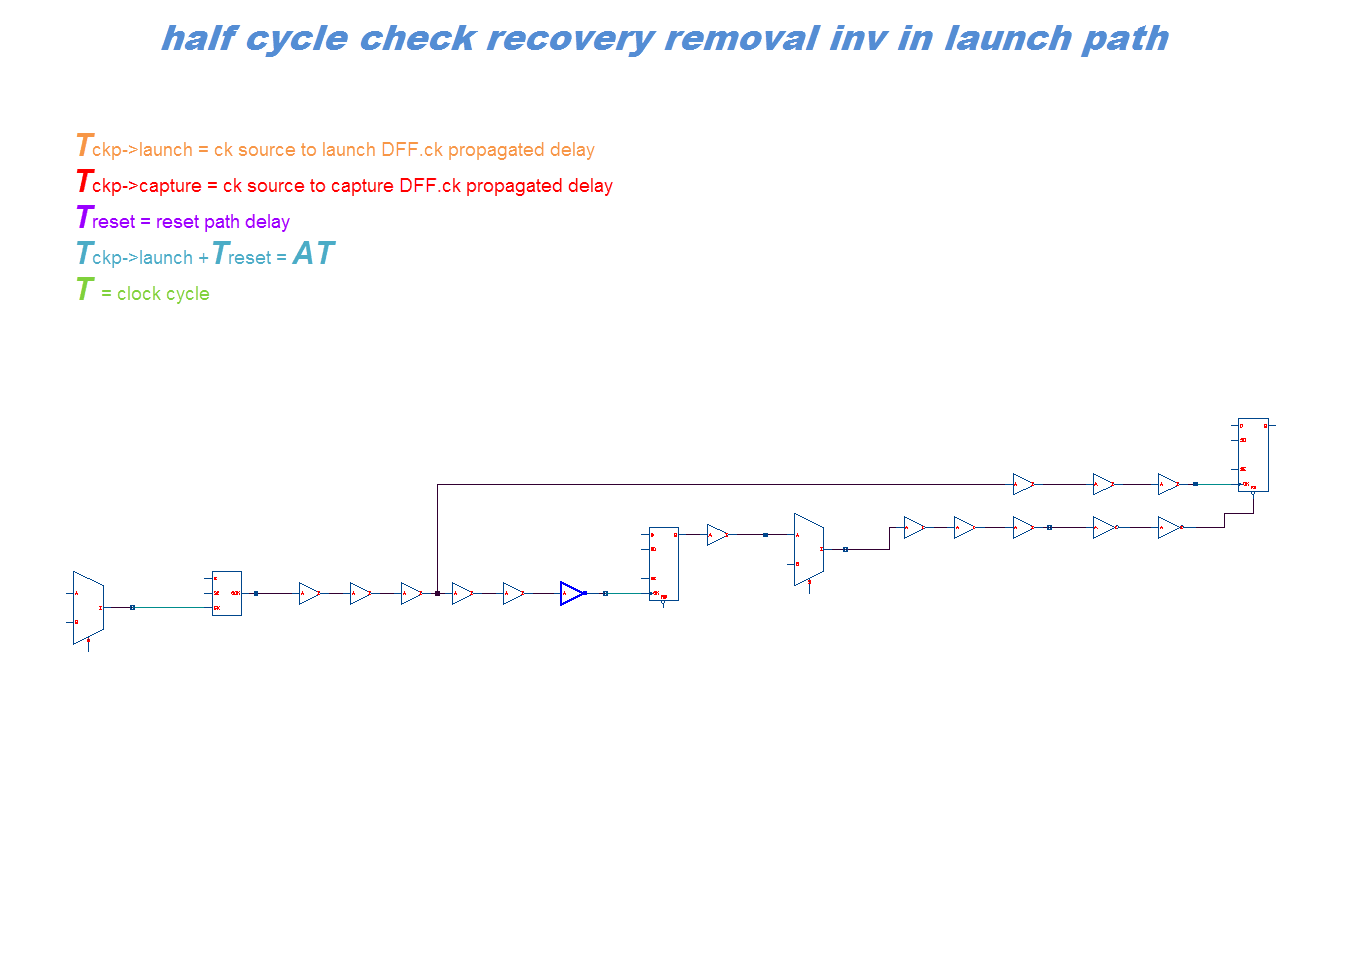 half cycle check recovery removal inv in launch path
Tckp->launch = ck source to launch DFF.ck propagated delay
Tckp->capture = ck source to capture DFF.ck propagated delay
Treset = reset path delay
Tckp->launch +Treset = AT
T = clock cycle